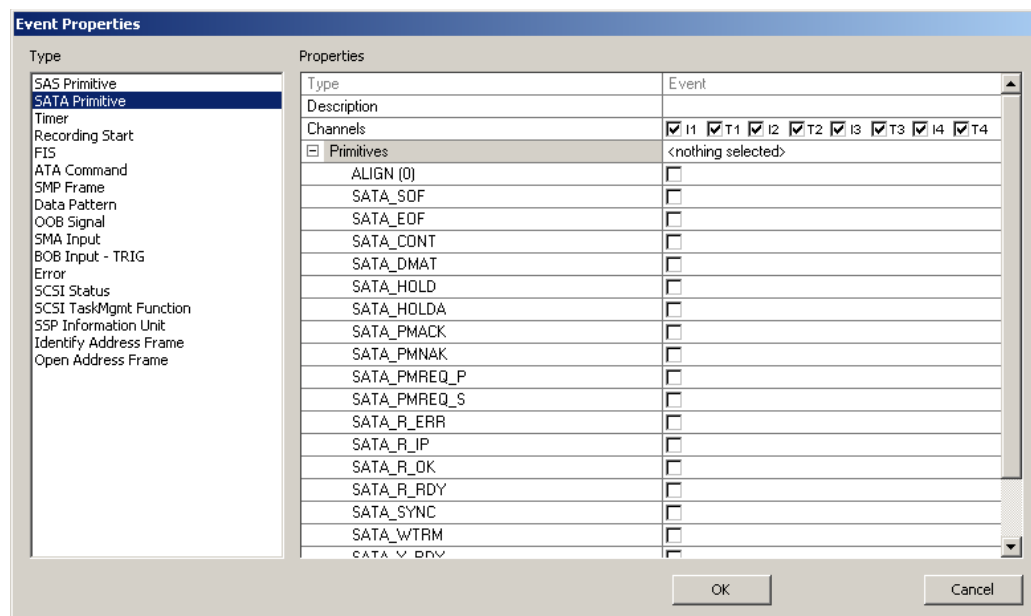 Event Properties
Type
SAS Primitive
SATA Primitive
Timer
Recording Start
FIS
ATA Command
SMP Frame
Data Pattern
OOB Signal
SMA Input
BOB Input - TRIG
Error
SCSI Status
SCSI TaskMgmt Function
SSP Information Unit
Identify Address Frame
Open Address Frame
Properties
Type Event
Description
Channels I1 T1 I2 T2 I3 T3 I4 T4
Primitives <nothing selected>
ALIGN (0)
SATA_SOF
SATA_EOF
SATA_CONT
SATA_DMAT
SATA_HOLD
SATA_HOLDA
SATA_PMACK
SATA_PMNAK
SATA_PMREQ_P
SATA_PMREQ_S
SATA_R_ERR
SATA_R_IP
SATA_R_OK
SATA_R_RDY
SATA_SYNC
SATA_WTRM
SATA_X_RDY
OK Cancel